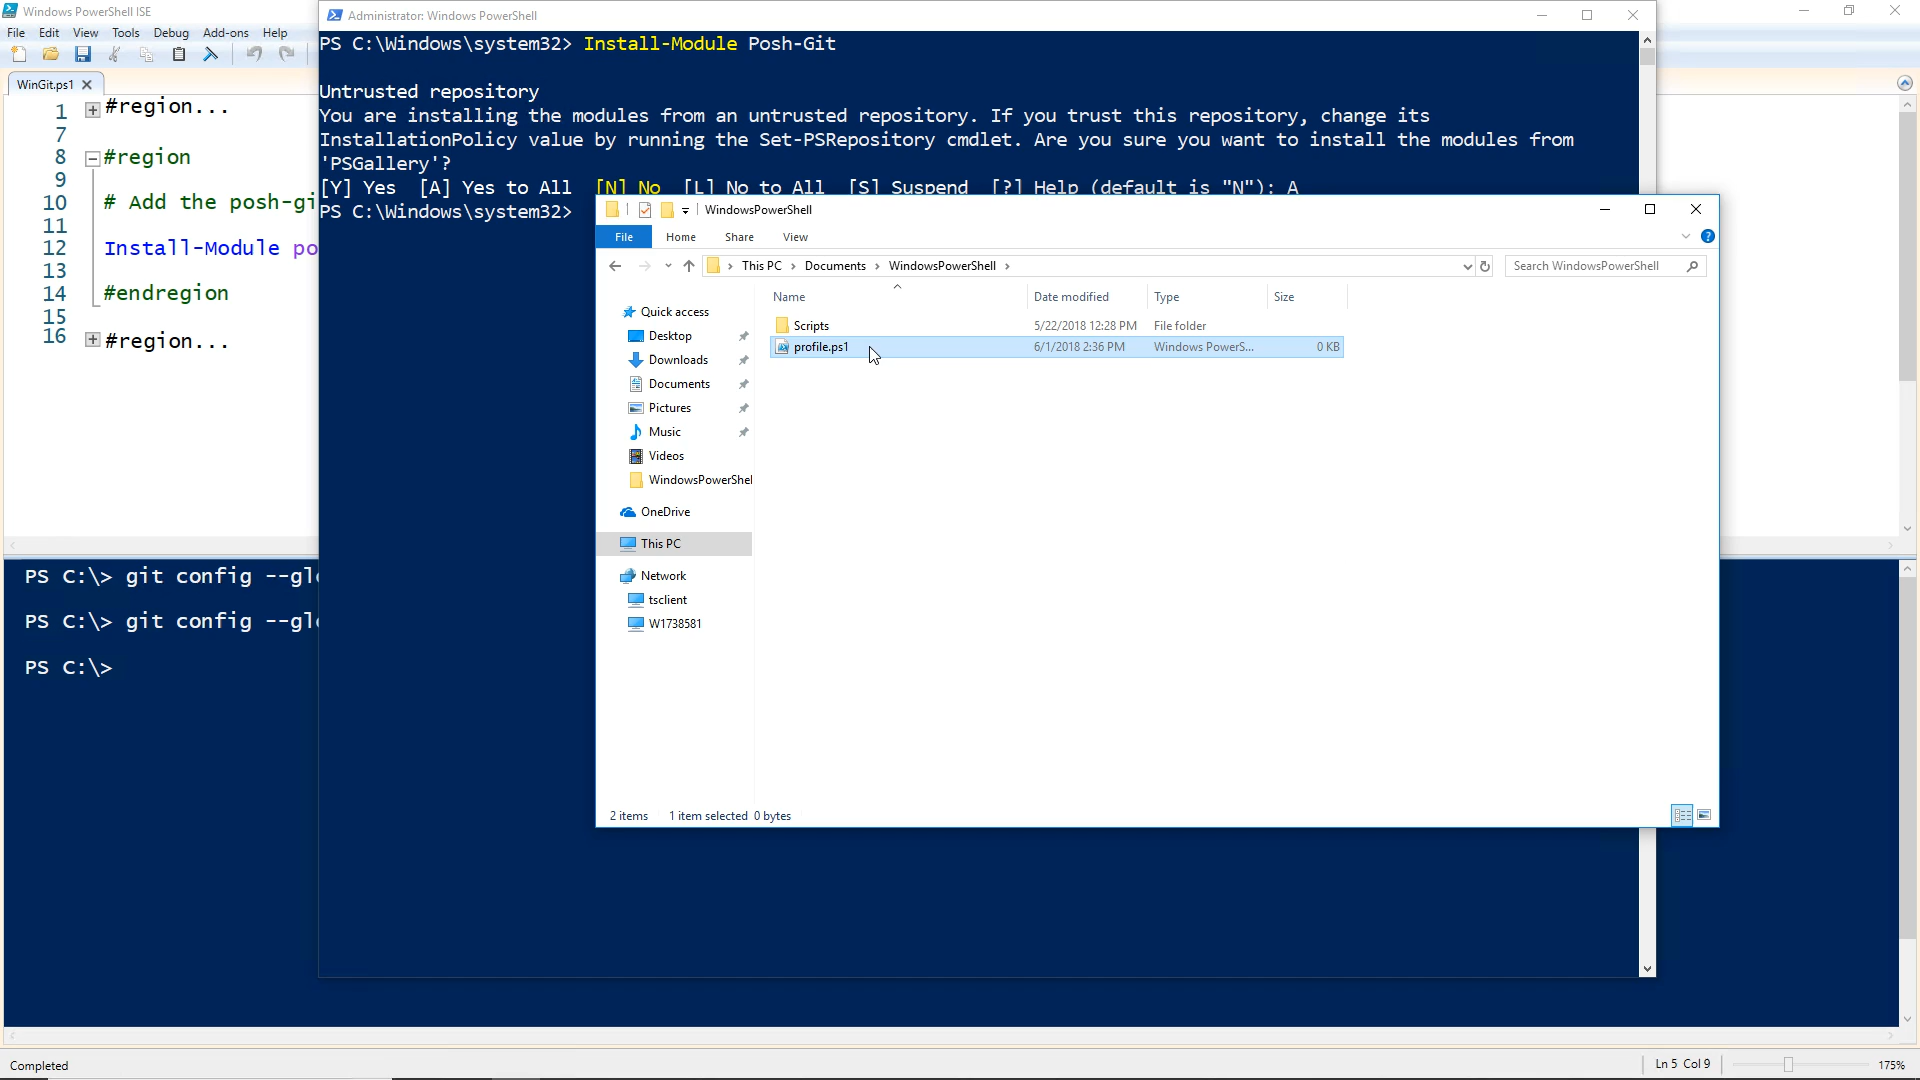 Windows PowerShell ISE
File Edit View Tools Debug Add-ons Help
WinGit.ps1
1 #region...
7
8 #region
9
10 # Add the posh-gi
11
12 Install-Module po
13
14 #endregion
15
16 #region...
PS C:\> git config --gl
PS C:\> git config --gl
PS C:\>
Completed
Ln 5 Col 9
175%
Administrator: Windows PowerShell
PS C:\Windows\system32> Install-Module Posh-Git
Untrusted repository
You are installing the modules from an untrusted repository. If you trust this repository, change its
InstallationPolicy value by running the Set-PSRepository cmdlet. Are you sure you want to install the modules from
'PSGallery'?
[Y] Yes [A] Yes to All [N] No [L] No to All [S] Suspend [?] Help (default is "N"): A
PS C:\Windows\system32>
WindowsPowerShell
File Home Share View
This PC Documents WindowsPowerShell
Search WindowsPowerShell
Name Date modified Type Size
Scripts 5/22/2018 12:28 PM File folder
profile.ps1 6/1/2018 2:36 PM Windows PowerS... 0 KB
Quick access
Desktop
Downloads
Documents
Pictures
Music
Videos
WindowsPowerShel
OneDrive
This PC
Network
tsclient
W1738581
2 items 1 item selected 0 bytes